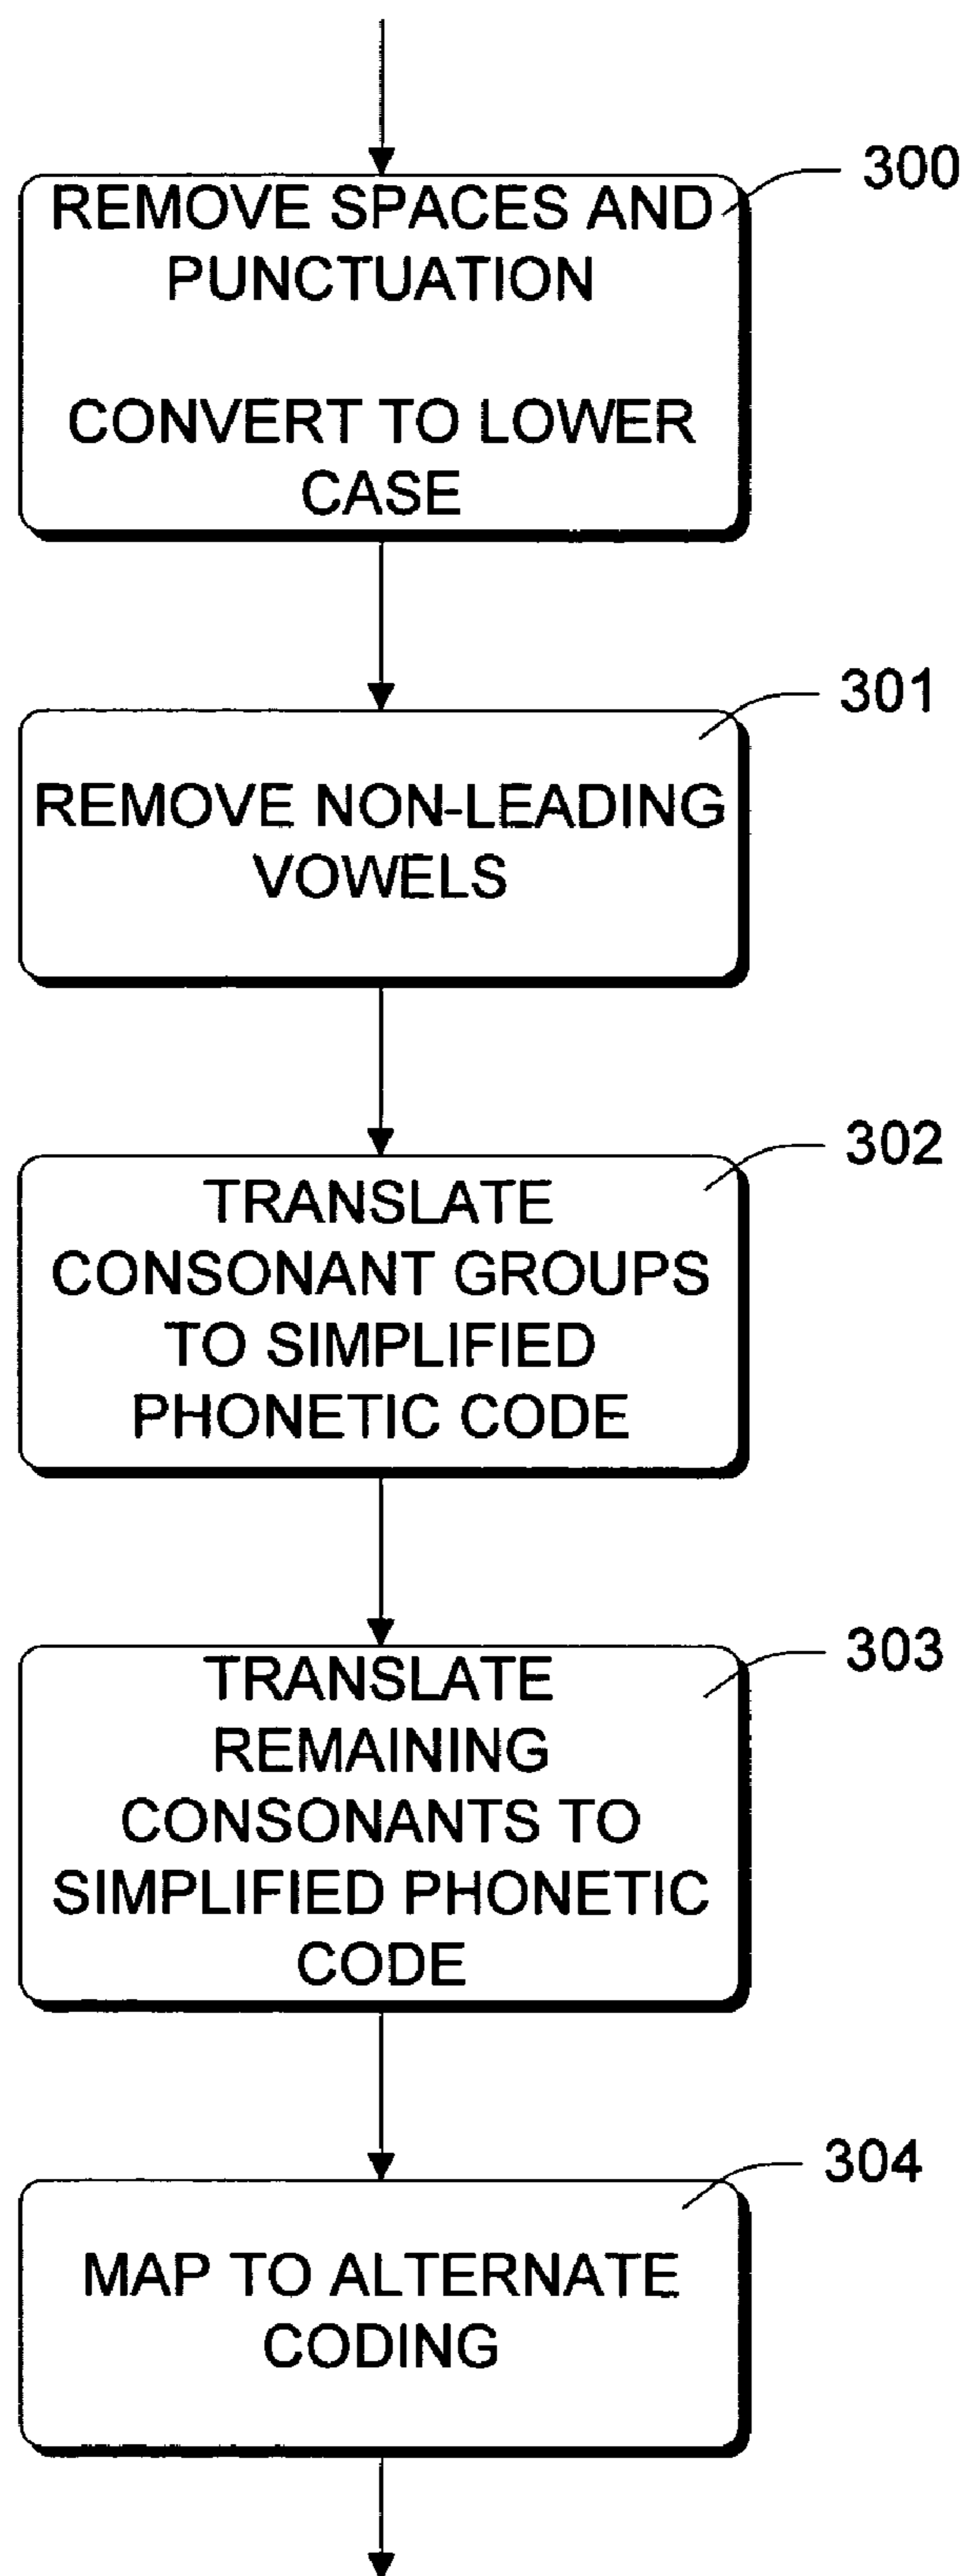 300
REMOVE SPACES AND
PUNCTUATION
CONVERT TO LOWER
CASE
301
REMOVE NON-LEADING
VOWELS
302
TRANSLATE
CONSONANT GROUPS
TO SIMPLIFIED
PHONETIC CODE
303
TRANSLATE
REMAINING
CONSONANTS TO
SIMPLIFIED PHONETIC
CODE
304
MAP TO ALTERNATE
CODING